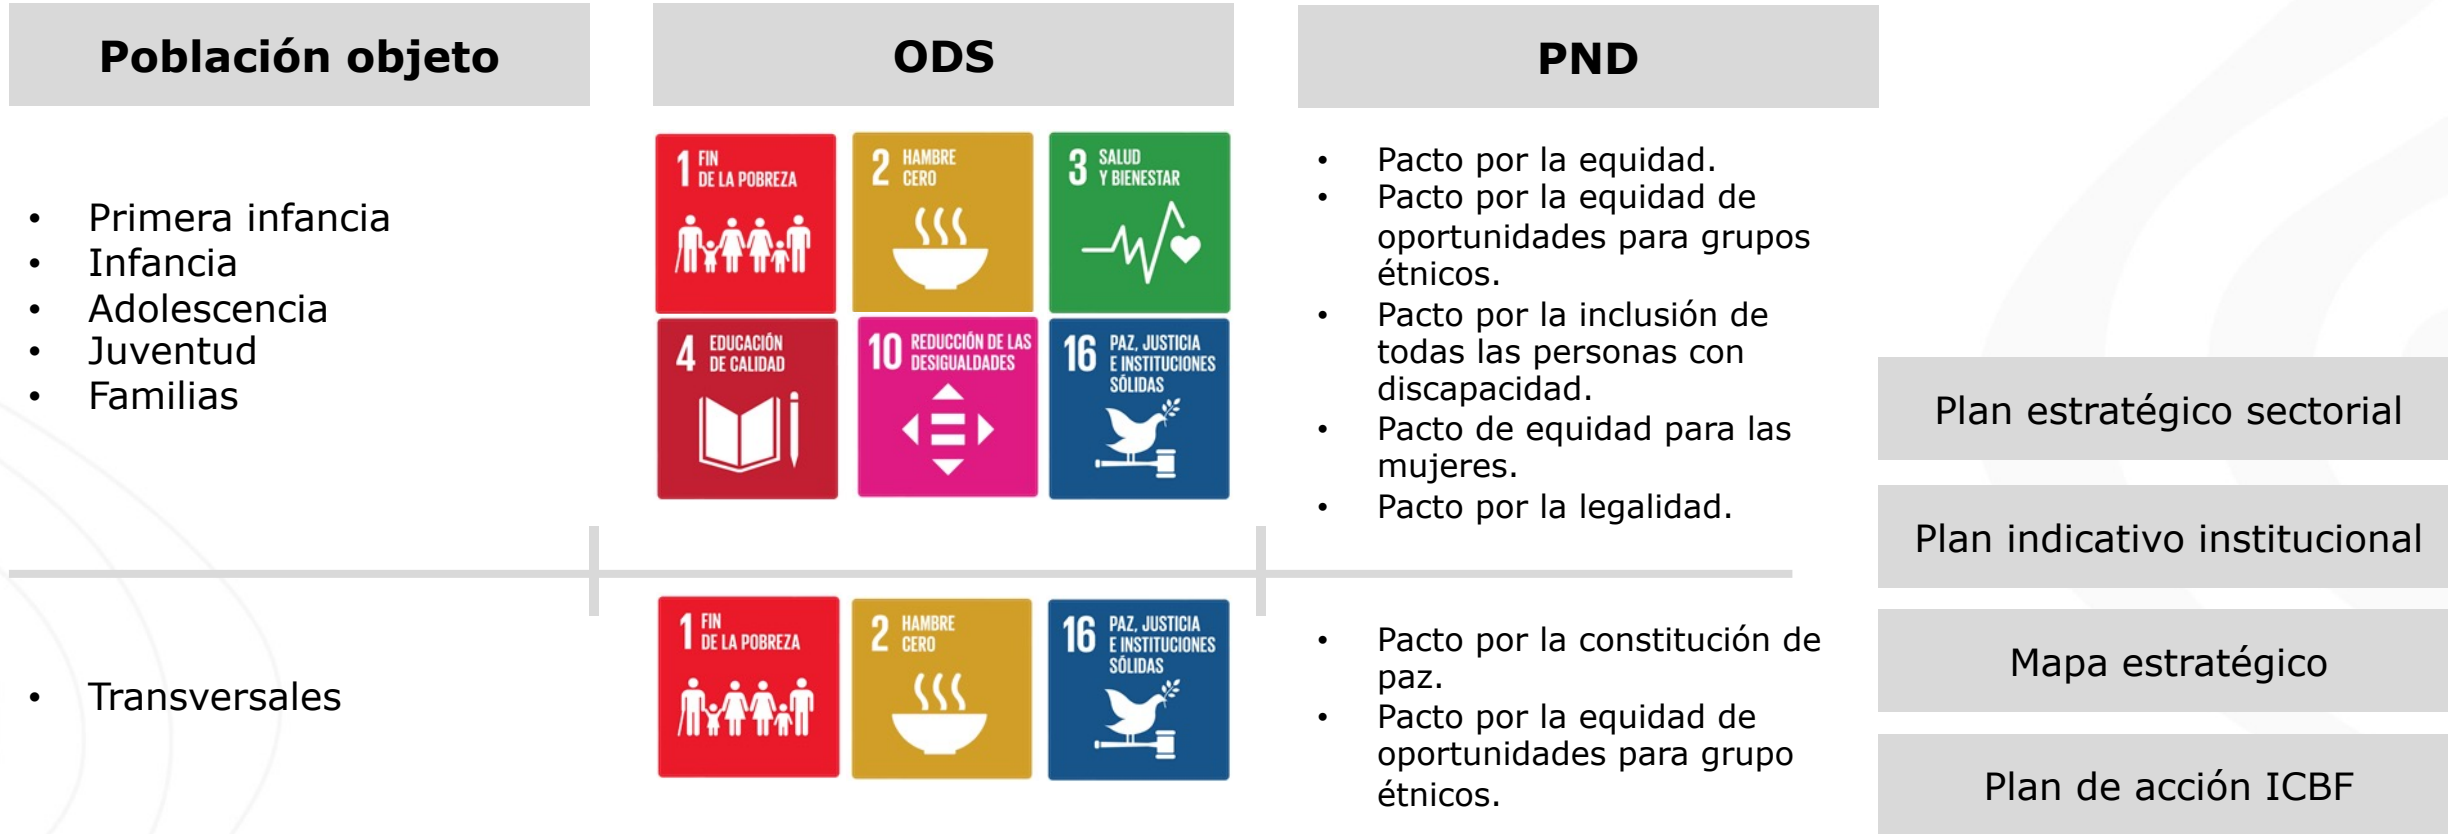 Población objeto
ODS
PND
• Primera infancia
• Infancia
• Adolescencia
• Juventud
• Familias
1 FIN
DE LA POBREZA
2 HAMBRE
CERO
3 SALUD
Y BIENESTAR
4 EDUCACIÓN
DE CALIDAD
10 REDUCCIÓN DE LAS
DESIGUALDADES
16 PAZ, JUSTICIA
E INSTITUCIONES
SÓLIDAS
• Pacto por la equidad.
• Pacto por la equidad de
oportunidades para grupos
étnicos.
• Pacto por la inclusión de
todas las personas con
discapacidad.
• Pacto de equidad para las
mujeres.
• Pacto por la legalidad.
• Transversales
1 FIN
DE LA POBREZA
2 HAMBRE
CERO
16 PAZ, JUSTICIA
E INSTITUCIONES
SÓLIDAS
• Pacto por la constitución de
paz.
• Pacto por la equidad de
oportunidades para grupo
étnicos.
Plan estratégico sectorial
Plan indicativo institucional
Mapa estratégico
Plan de acción ICBF